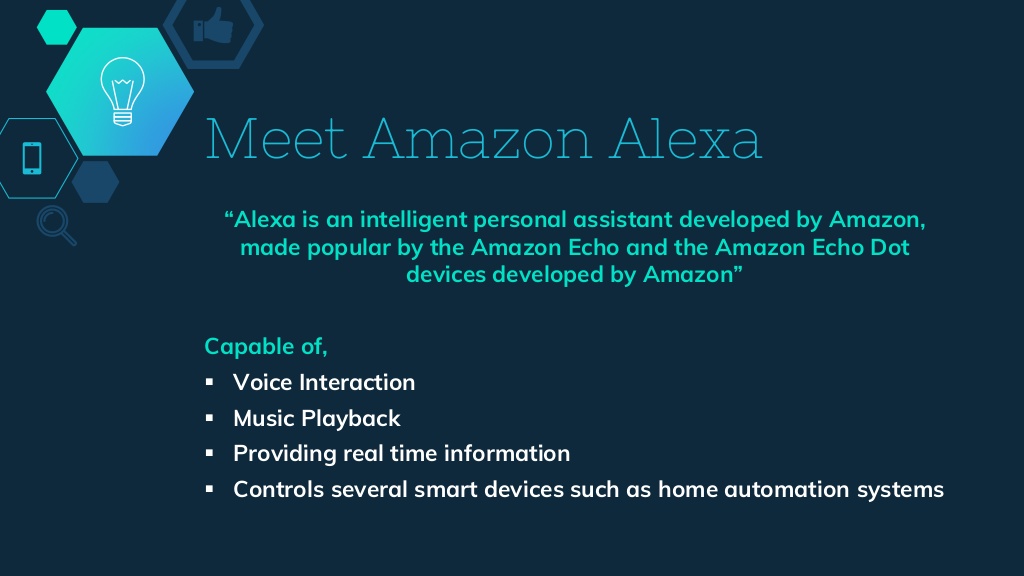 Meet Amazon Alexa
“Alexa is an intelligent personal assistant developed by Amazon,
made popular by the Amazon Echo and the Amazon Echo Dot
devices developed by Amazon”
Capable of,
▪ Voice Interaction
▪ Music Playback
▪ Providing real time information
▪ Controls several smart devices such as home automation systems